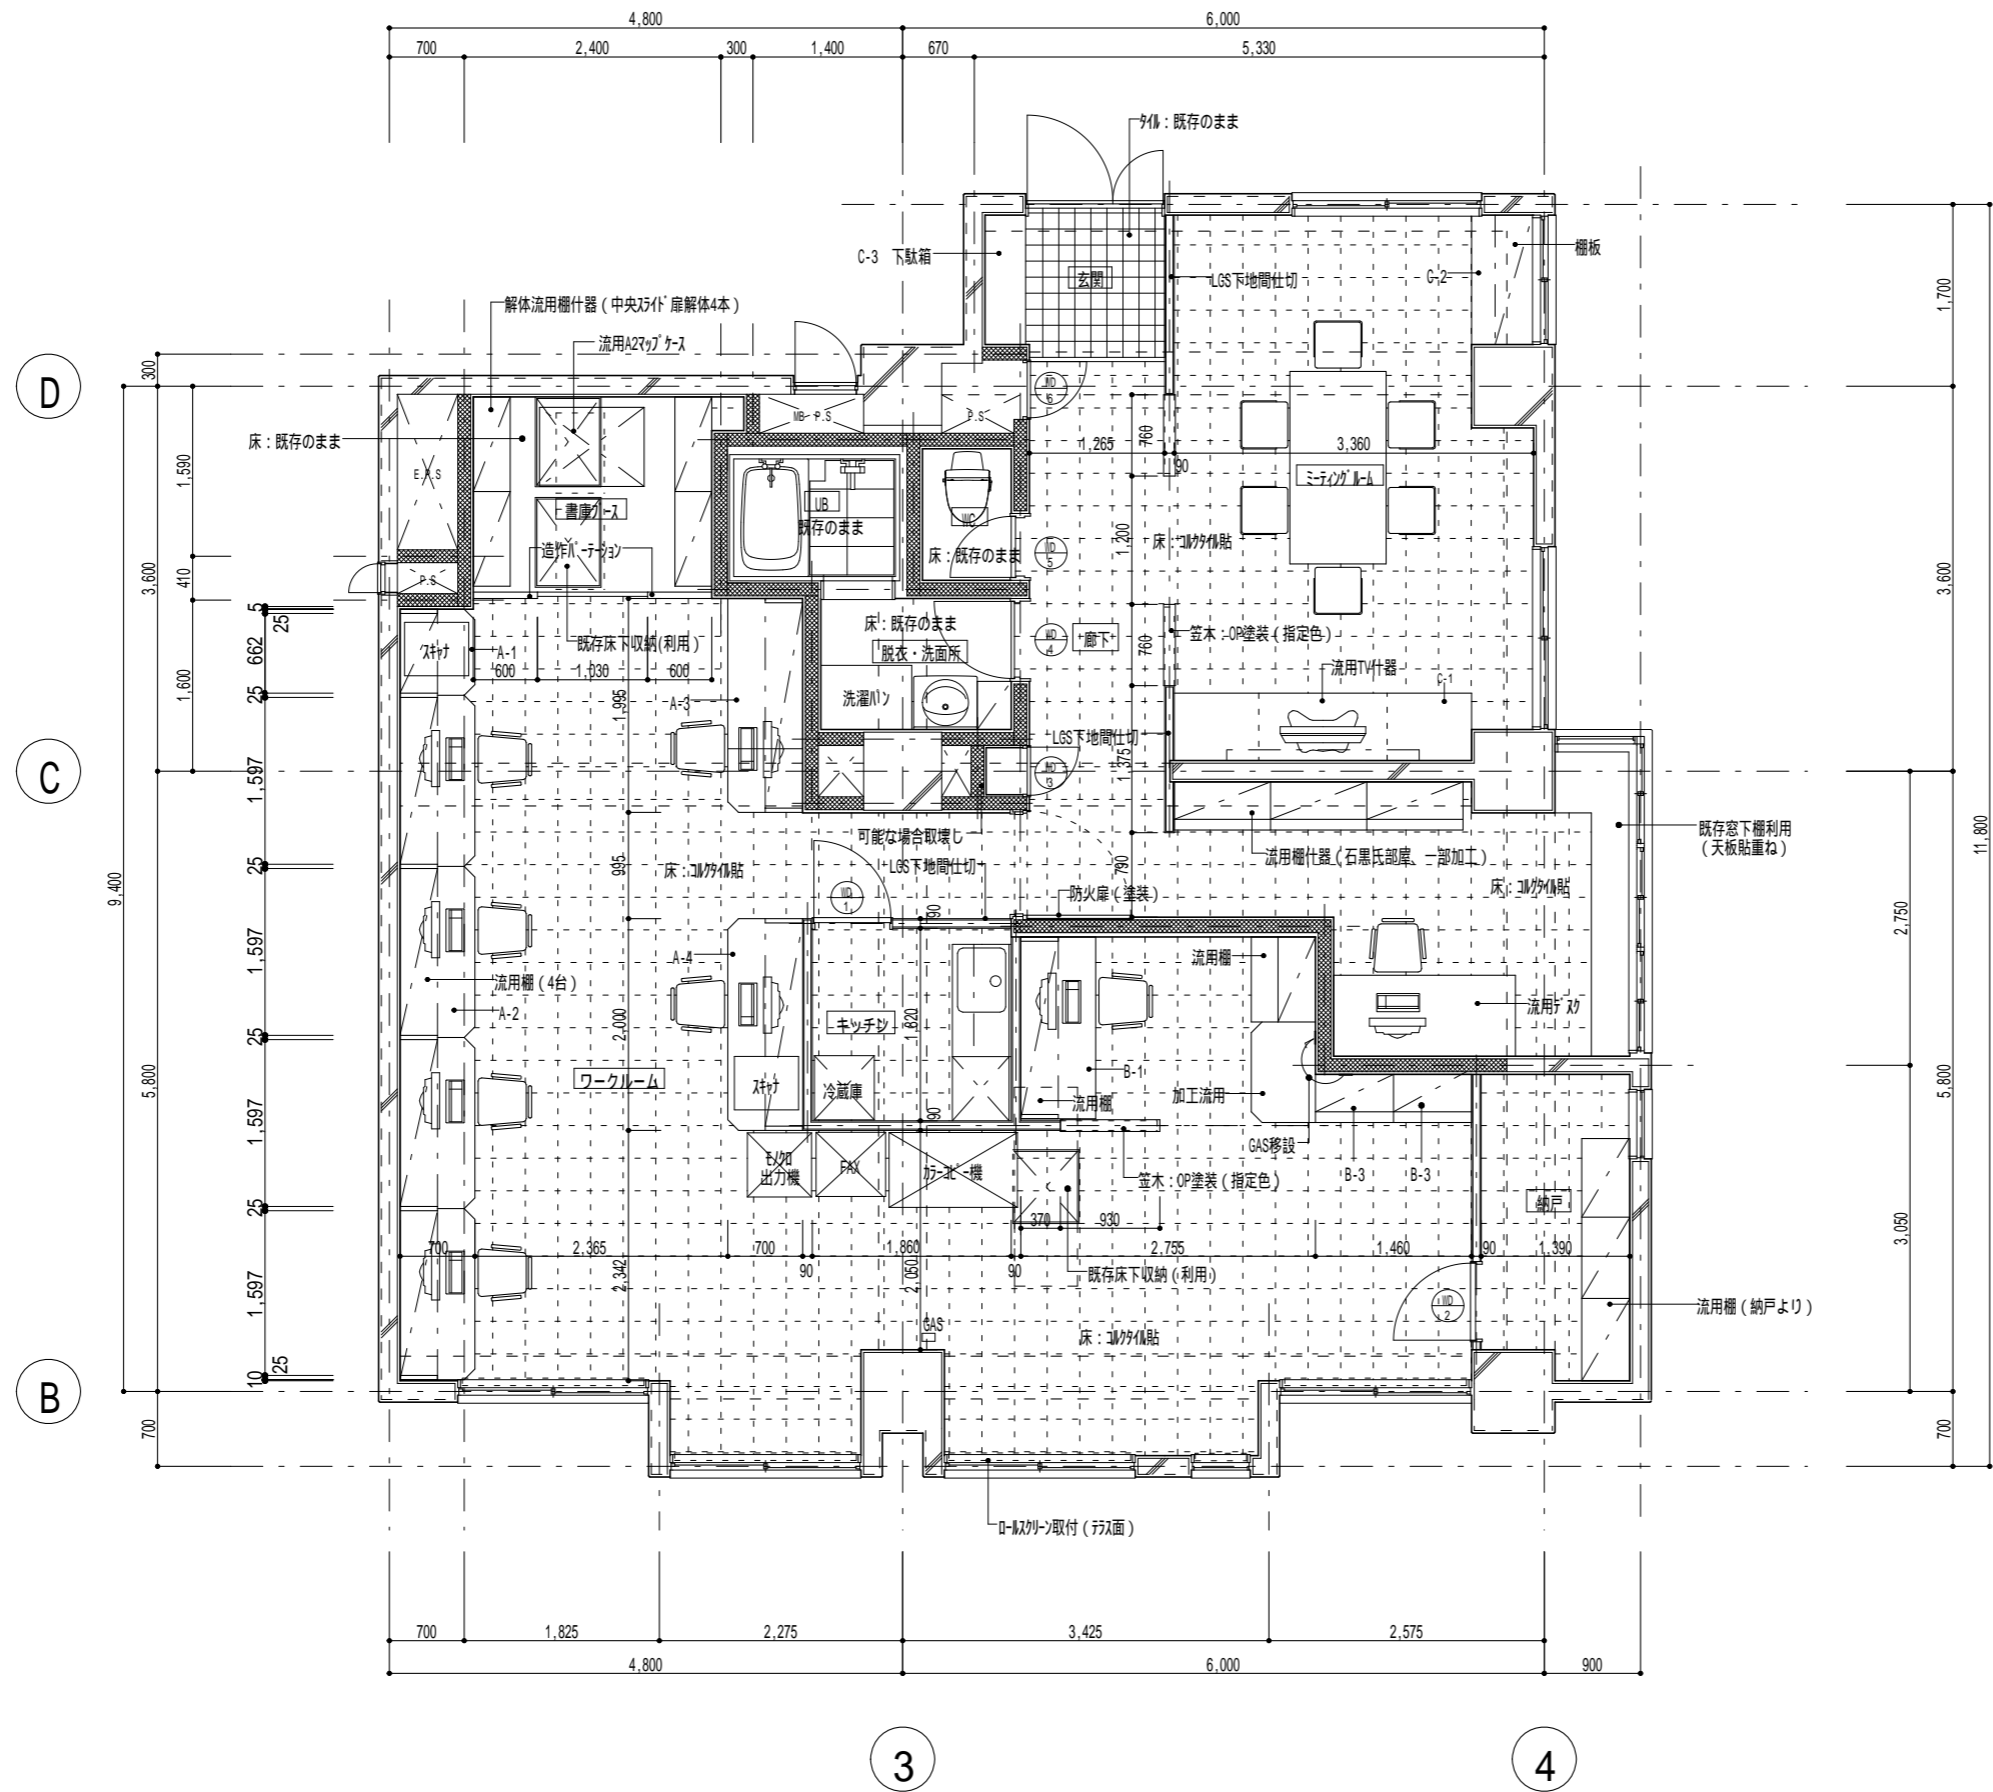 4,800
6,000
700
2,400
300
1,400
670
5,330
タイル：既存のまま
C-3 下駄箱
玄関
LGS下地間仕切
C-2
棚板
1,700
解体流用棚什器（中央スライド扉解体4本）
流用A2マップケース
300
D
MB P.S
P.S
WD
6
床：既存のまま
E.P.S
1,590
1,265
760
90
3,360
ミーティングルーム
書庫ブース
UB
既存のまま
WC
床：既存のまま
造作パーテーション
WD
5
1,200
床：コルクタイル貼
3,600
3,600
410
P.S
5
25
662
スキャナ
A-1
既存床下収納(利用)
600
1,030
600
1,995
A-3
床：既存のまま
脱衣・洗面所
洗濯パン
WD
4
廊下
760
笠木：OP塗装（指定色）
流用TV什器
C-1
1,600
25
LGS下地間仕切
1,375
WD
3
C
1,597
11,800
可能な場合取壊し
既存窓下棚利用
（天板貼重ね）
9,400
25
995
床：コルクタイル貼
WD
1
LGS下地間仕切
790
流用棚什器（石黒氏部屋、一部加工）
防火扉（塗装）
床：コルクタイル貼
2,750
90
1,597
A-4
流用棚
流用棚（4台）
A-2
流用デスク
2,000
キッチン
1,820
25
5,800
ワークルーム
スキャナ
冷蔵庫
B-1
流用棚
加工流用
5,800
1,597
90
GAS移設
B-3
B-3
モノクロ
出力機
FAX
カラーコピー機
笠木：OP塗装（指定色）
納戸
3,050
25
370
930
700
2,365
700
90
1,860
90
2,755
1,460
90
1,390
2,342
2,050
既存床下収納（利用）
1,597
WD
2
流用棚（納戸より）
GAS
床：コルクタイル貼
10
25
B
700
700
ロールスクリーン取付（テラス面）
700
1,825
2,275
3,425
2,575
4,800
6,000
900
3
4